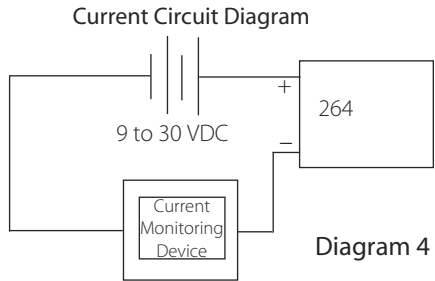 Current Circuit Diagram
+
264
9 to 30 VDC
–
Current
Monitoring
Device
Diagram 4